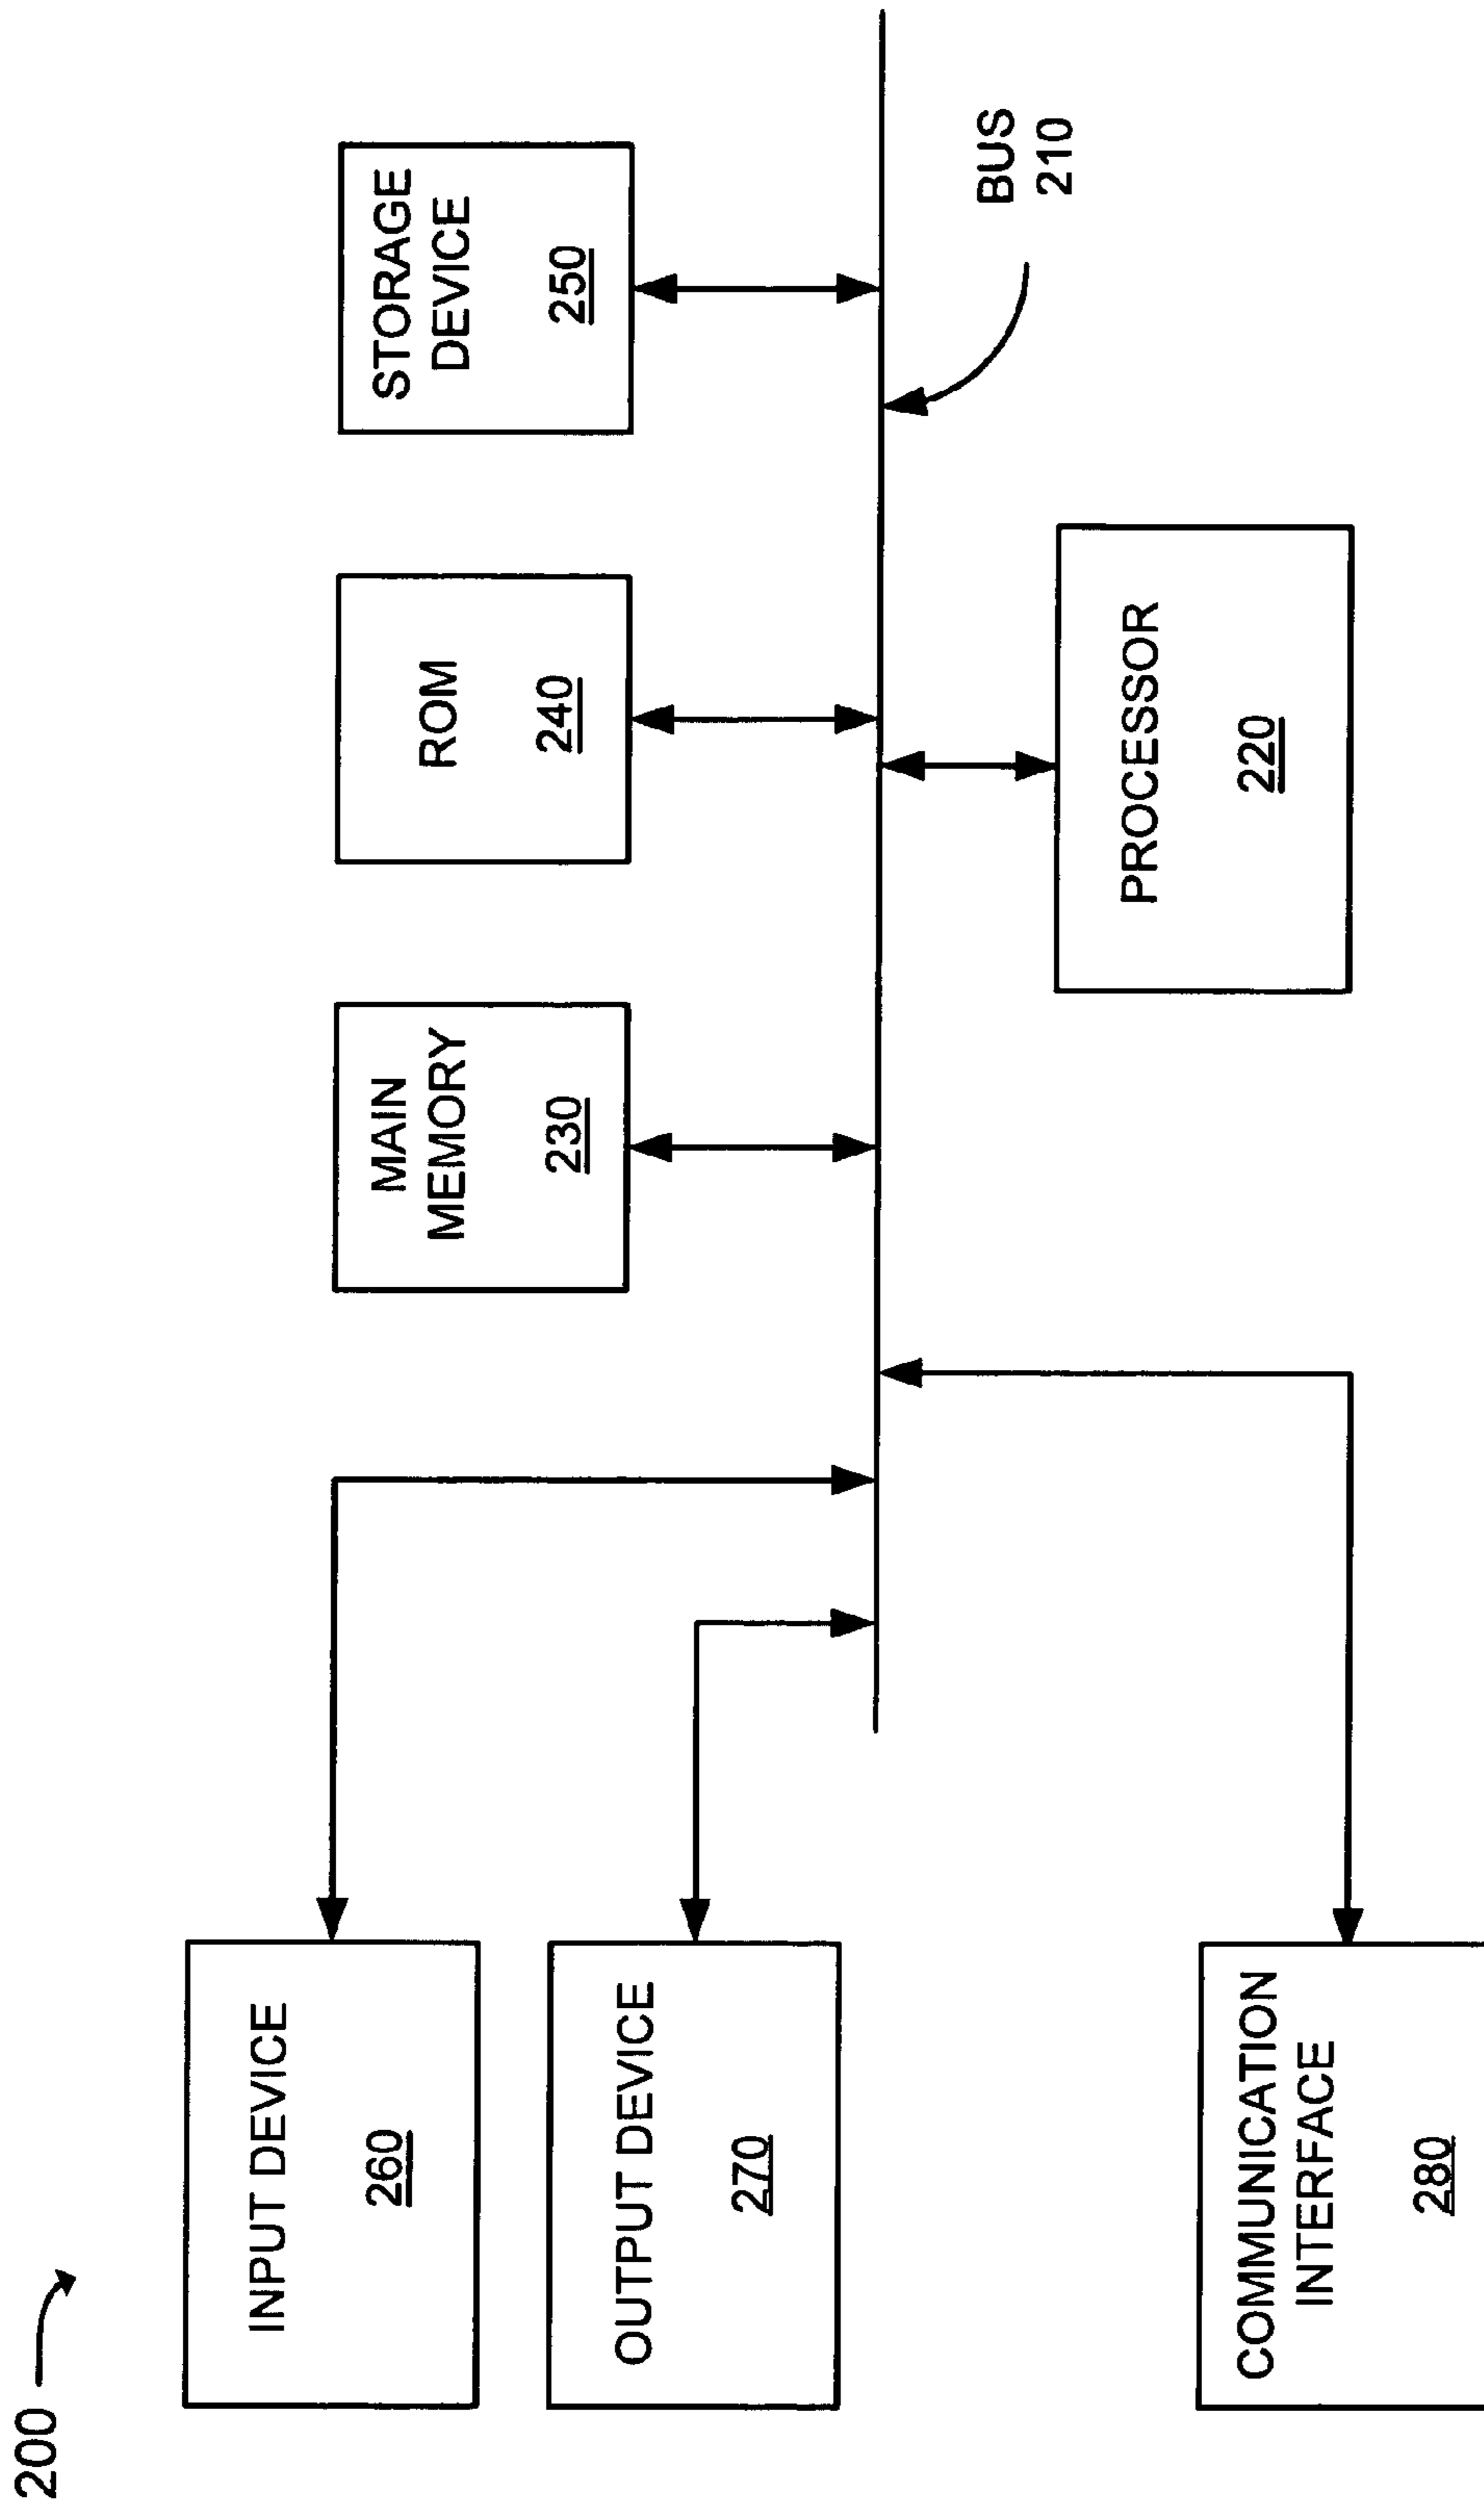 200
INPUT DEVICE
260
OUTPUT DEVICE
270
COMMUNICATION
INTERFACE
280
MAIN
MEMORY
230
ROM
240
STORAGE
DEVICE
250
BUS
210
PROCESSOR
220